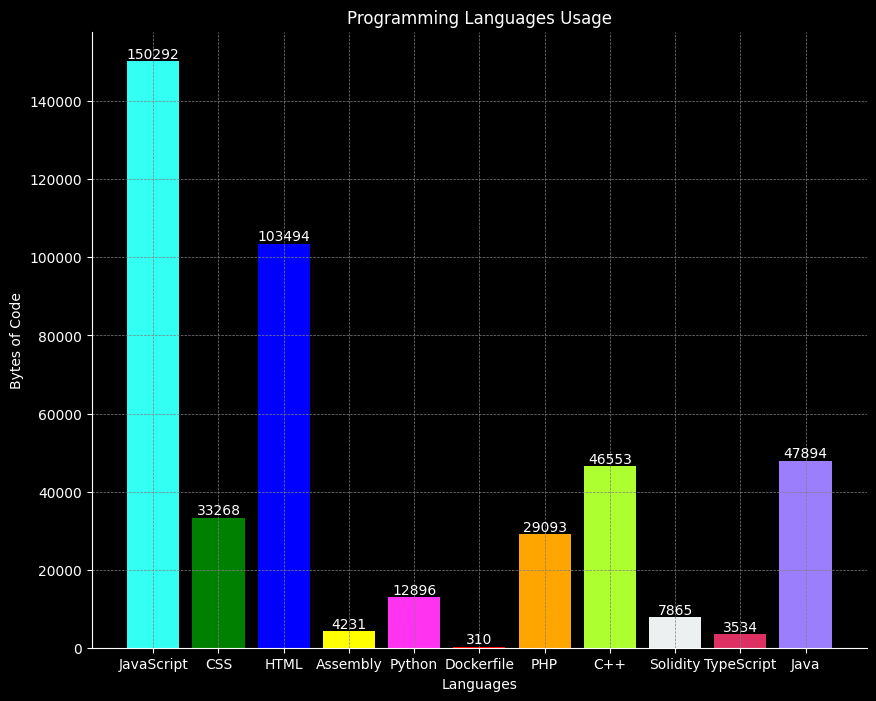 Programming Languages Usage
Bytes of Code
140000
120000
100000
80000
60000
40000
20000
0
150292
33268
103494
4231
12896
310
29093
46553
7865
3534
47894
JavaScript
CSS
HTML
Assembly
Python
Dockerfile
PHP
C++
Solidity
TypeScript
Java
Languages